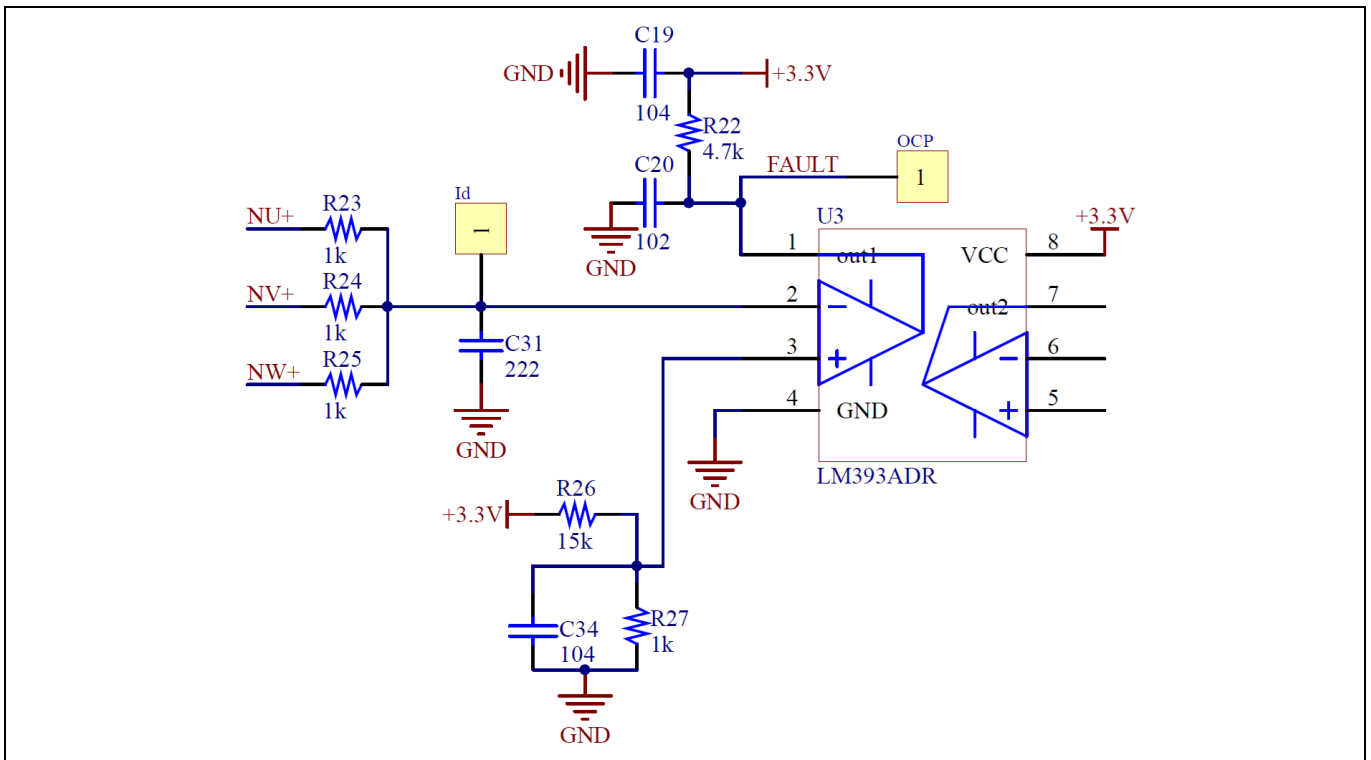 C19
GND
+3.3V
104
R22
4.7k
OCP
1
FAULT
C20
102
GND
NU+
R23
1k
Id
1
NV+
R24
1k
NW+
R25
1k
C31
222
GND
U3
+3.3V
1
out1
VCC
8
2
out2
7
3
6
4
GND
5
LM393ADR
GND
+3.3V
R26
15k
C34
104
R27
1k
GND